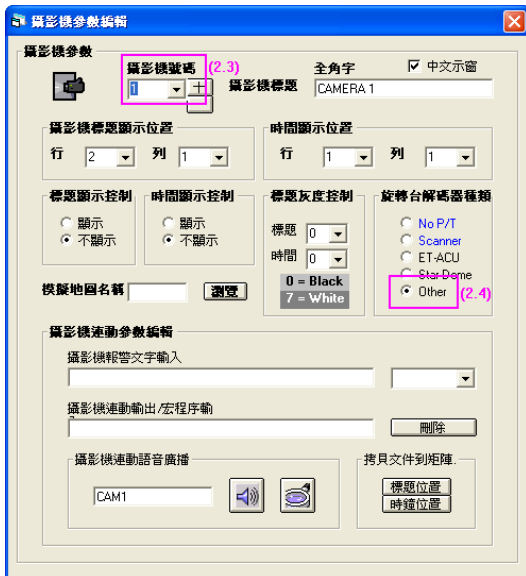 攝影機參數編輯
攝影機參數
攝影機號碼 (2.3)
全角字
中文示窗
1
+
攝影機標題
CAMERA 1
攝影機標題顯示位置
時間顯示位置
行 2 列 1
行 1 列 1
標題顯示控制
時間顯示控制
標題灰度控制
旋轉台解碼器種類
顯示
不顯示
顯示
不顯示
標題 0
時間 0
0 = Black
7 = White
No P/T
Scanner
ET-ACU
Star Dome
Other (2.4)
模擬地圖名稱
瀏覽
攝影機連動參數編輯
攝影機報警文字輸入
攝影機連動輸出/宏程序輸
刪除
攝影機連動語音廣播
CAM1
拷貝文件到矩陣.
標題位置
時鐘位置